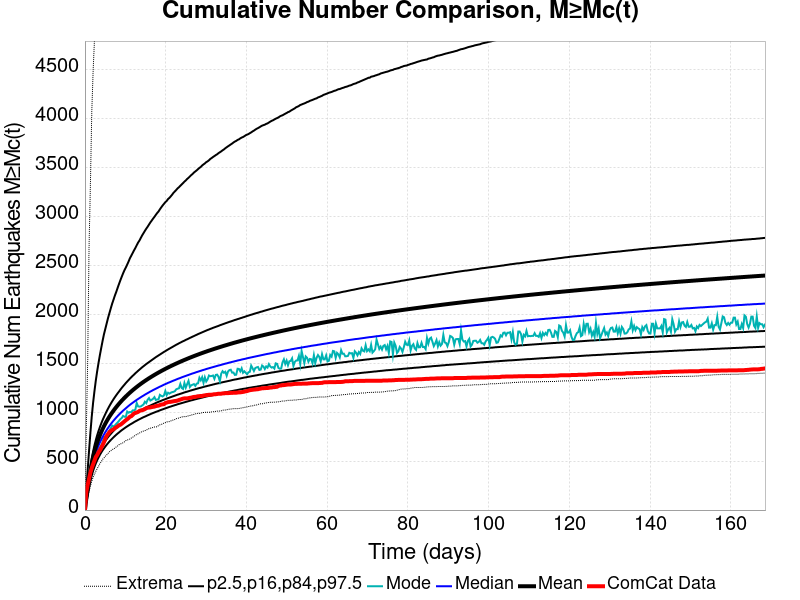 Cumulative Number Comparison, M≥Mc(t)
Cumulative Num Earthquakes M≥Mc(t)
4500
4000
3500
3000
2500
2000
1500
1000
500
0
0 20 40 60 80 100 120 140 160
Time (days)
Extrema p2.5,p16,p84,p97.5 Mode Median Mean ComCat Data